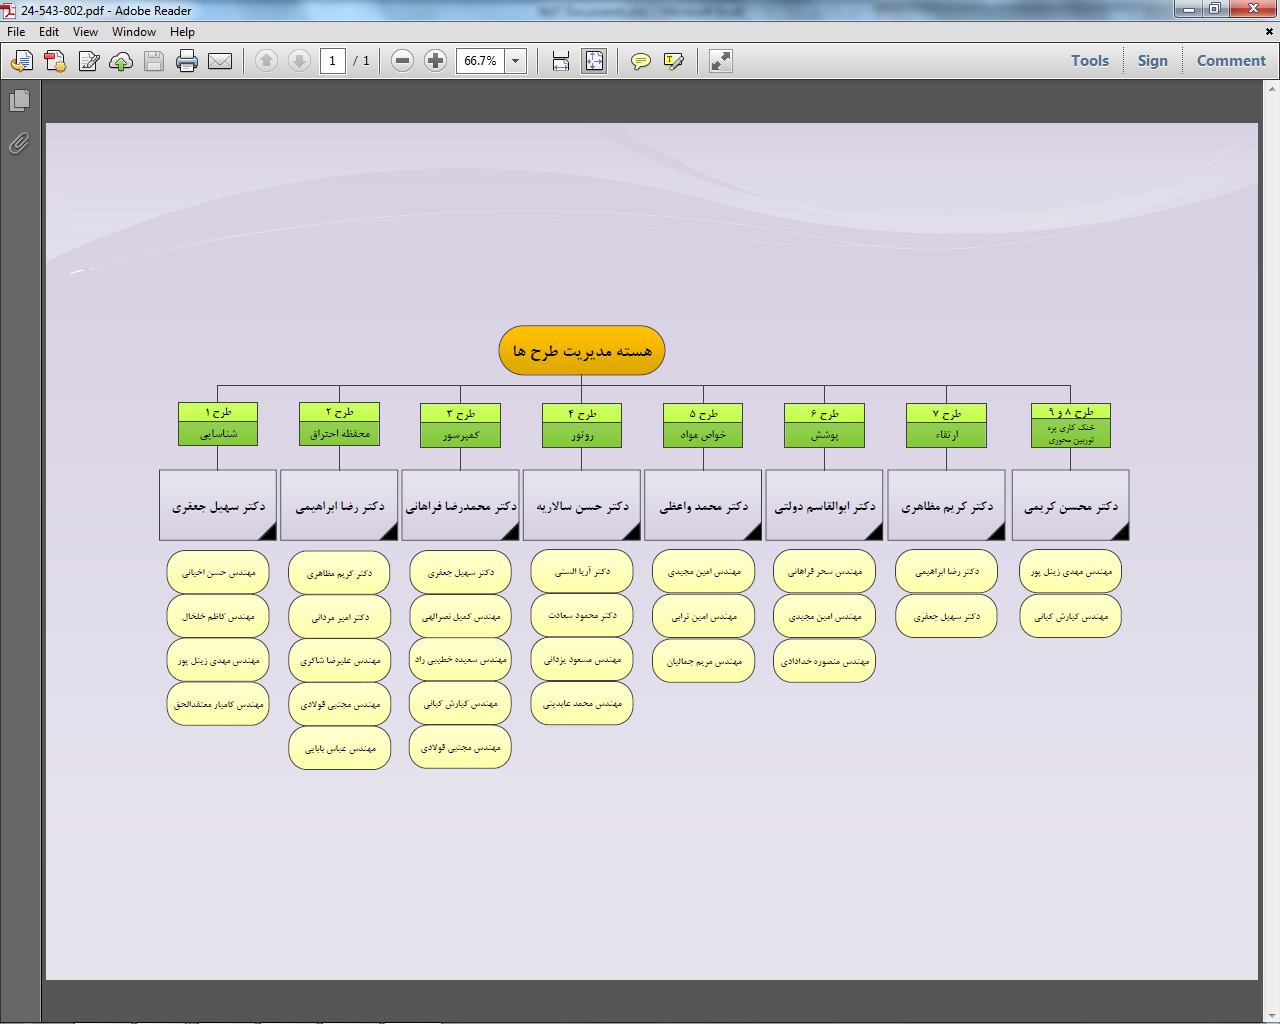 24-543-802.pdf - Adobe Reader
File Edit View Window Help
1 / 1 66.7% Tools Sign Comment
هسته مدیریت طرح ها
طرح ۱
شناسایی
دکتر سهیل جعفری
مهندس حسن اخیانی
مهندس کاظم خلخال
مهندس مهدی زینل پور
مهندس کامیار معتقدالحق
طرح ۲
محفظه احتراق
دکتر رضا ابراهیمی
دکتر کریم مظاهری
دکتر امیر مردانی
مهندس علیرضا شاکری
مهندس مجتبی فولادی
مهندس عباس بابایی
طرح ۳
کمپرسور
دکتر محمدرضا فراهانی
دکتر سهیل جعفری
مهندس کمیل نصرالهی
مهندس سعیده خطیبی راد
مهندس کیارش کیانی
مهندس مجتبی فولادی
طرح ۴
روتور
دکتر حسن سالاریه
دکتر آریا الستی
دکتر محمود سعادت
مهندس مسعود یزدانی
مهندس محمد عابدینی
طرح ۵
خواص مواد
دکتر محمد واعظی
مهندس امین مجیدی
مهندس امین ترابی
مهندس مریم جمالیان
طرح ۶
پوشش
دکتر ابوالقاسم دولتی
مهندس سحر فراهانی
مهندس امین مجیدی
مهندس منصوره خدادادی
طرح ۷
ارتقاء
دکتر کریم مظاهری
دکتر رضا ابراهیمی
دکتر سهیل جعفری
طرح ۸ و ۹
خنک کاری پره
توربین محوری
دکتر محسن کریمی
مهندس مهدی زینل پور
مهندس کیارش کیانی